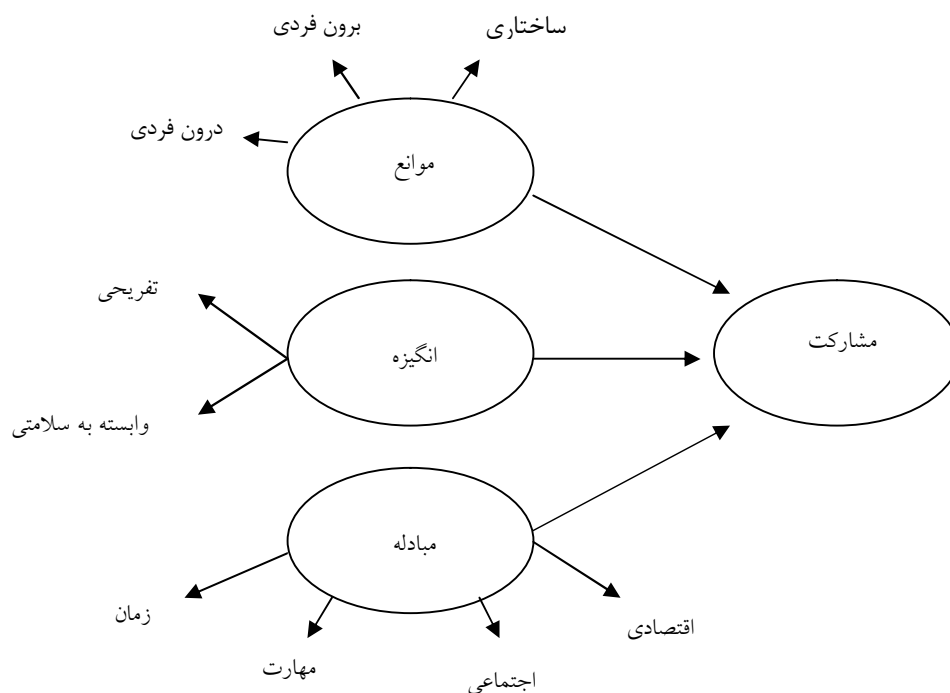 ساختاری
برون فردی
درون فردی
موانع
تفریحی
انگیزه
مشارکت
وابسته به سلامتی
مبادله
زمان
اقتصادی
مهارت
اجتماعی